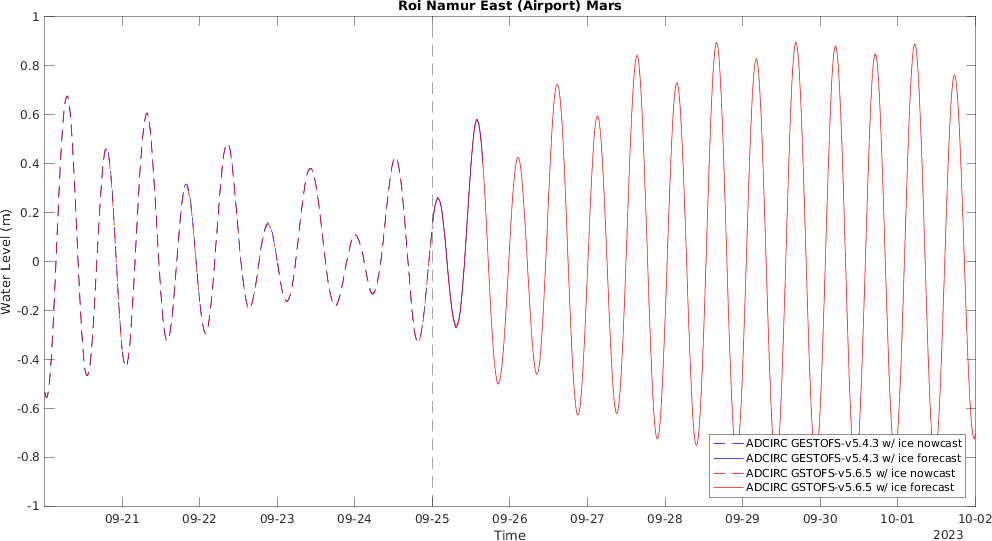 Roi Namur East (Airport) Mars
Water Level (m)
1
0.8
0.6
0.4
0.2
0
-0.2
-0.4
-0.6
-0.8
-1
ADCIRC GESTOFS-v5.4.3 w/ ice nowcast
ADCIRC GESTOFS-v5.4.3 w/ ice forecast
ADCIRC GSTOFS-v5.6.5 w/ ice nowcast
ADCIRC GSTOFS-v5.6.5 w/ ice forecast
09-21 09-22 09-23 09-24 09-25 09-26 09-27 09-28 09-29 09-30 10-01 10-02
Time
2023